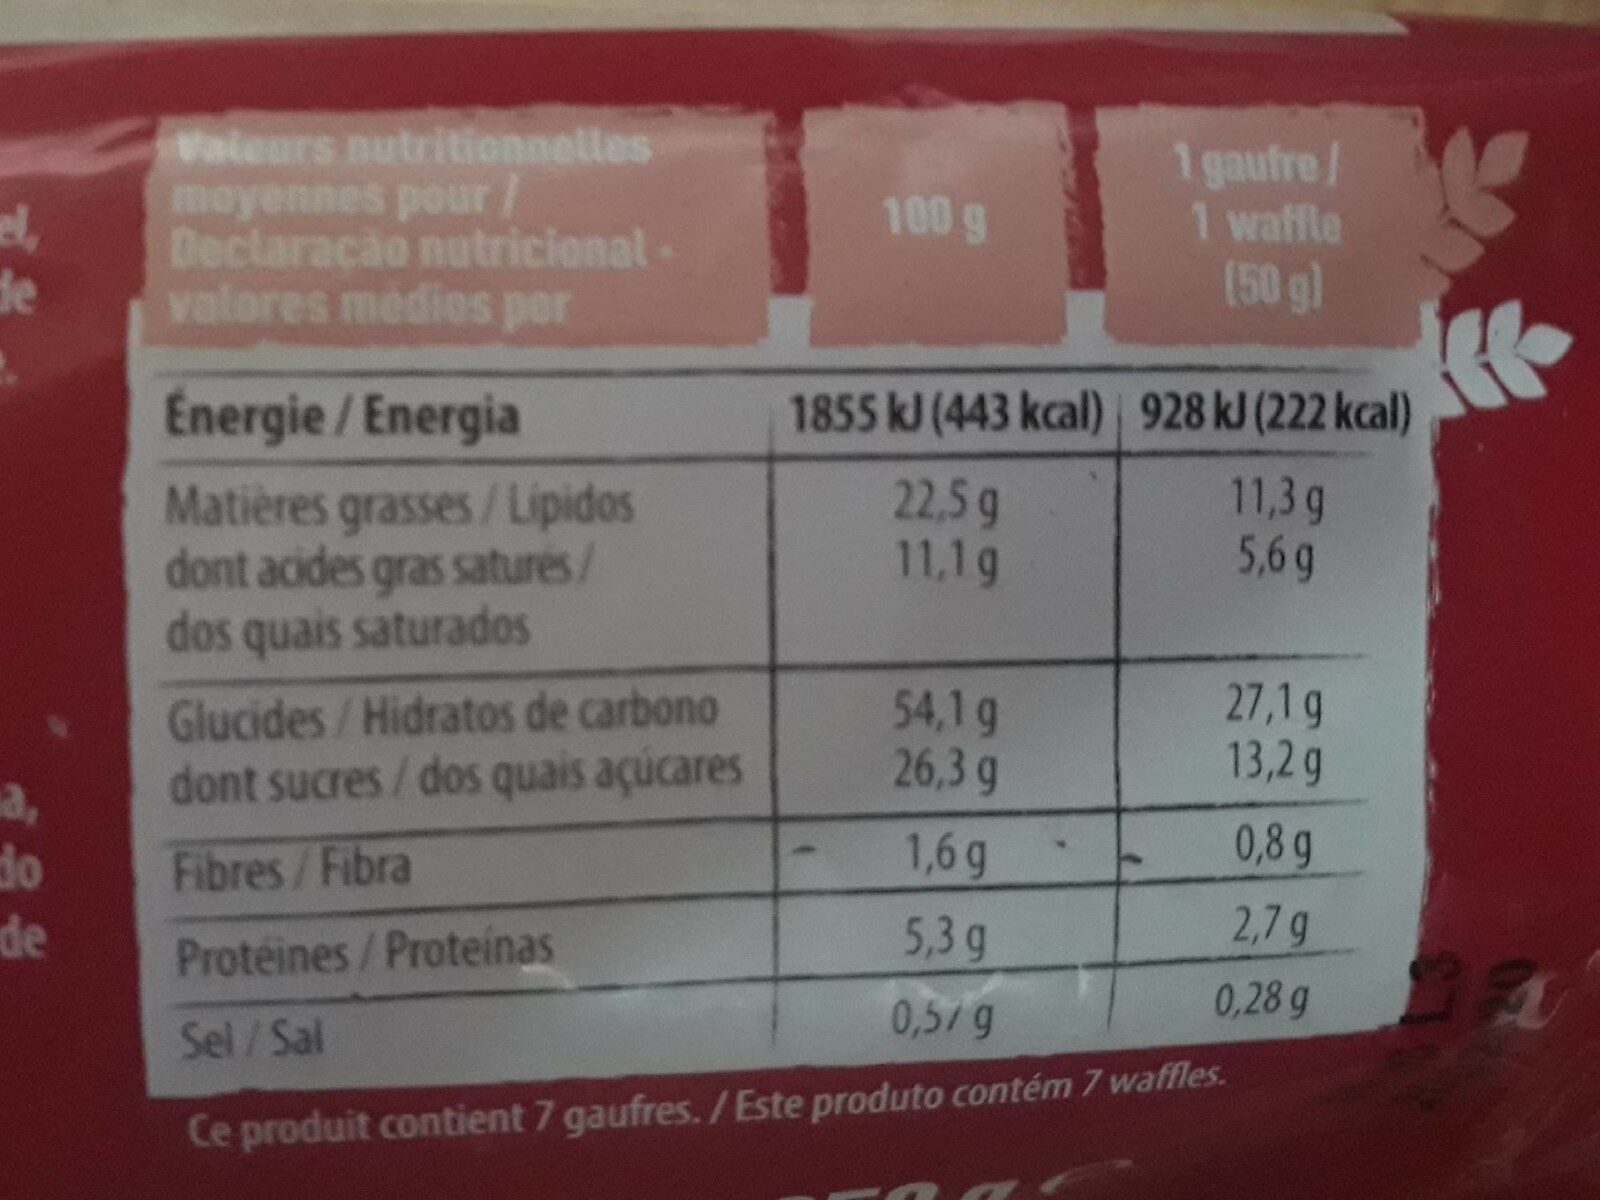 Valeurs nutritionnelles
moyennes pour /
Declaração nutricional -
valores médios por
100 g
1 gaufre /
1 waffle
(50 g)
Énergie / Energia 1855 kJ (443 kcal) 928 kJ (222 kcal)
Matières grasses / Lípidos 22,5 g 11,3 g
dont acides gras saturés / 11,1 g 5,6 g
dos quais saturados
Glucides / Hidratos de carbono 54,1 g 27,1 g
dont sucres / dos quais açúcares 26,3 g 13,2 g
Fibres / Fibra 1,6 g 0,8 g
Protéines / Proteínas 5,3 g 2,7 g
Sel / Sal 0,57 g 0,28 g
Ce produit contient 7 gaufres. / Este produto contém 7 waffles.